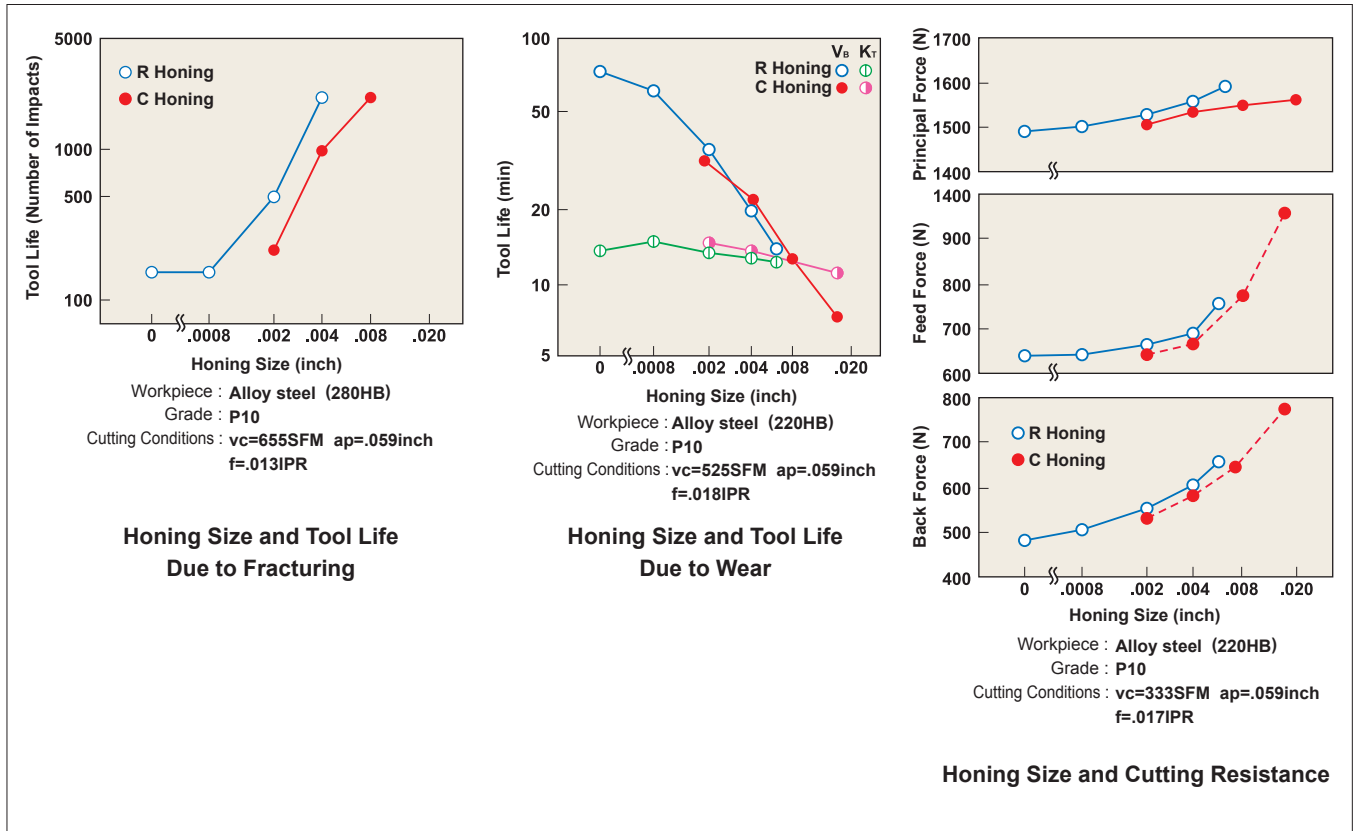 5000
1000
500
100
Tool Life (Number of Impacts)
R Honing
C Honing
0 .0008 .002 .004 .008 .020
Honing Size (inch)
Workpiece : Alloy steel (280HB)
Grade : P10
Cutting Conditions : vc=655SFM ap=.059inch
f=.013IPR
Honing Size and Tool Life
Due to Fracturing
100
50
20
10
5
Tool Life (min)
VB KT
R Honing
C Honing
0 .0008 .002 .004 .008 .020
Honing Size (inch)
Workpiece : Alloy steel (220HB)
Grade : P10
Cutting Conditions : vc=525SFM ap=.059inch
f=.018IPR
Honing Size and Tool Life
Due to Wear
1700
1600
1500
1400
Principal Force (N)
1400
900
800
700
600
Feed Force (N)
800
700
600
500
400
Back Force (N)
R Honing
C Honing
0 .0008 .002 .004 .008 .020
Honing Size (inch)
Workpiece : Alloy steel (220HB)
Grade : P10
Cutting Conditions : vc=333SFM ap=.059inch
f=.017IPR
Honing Size and Cutting Resistance